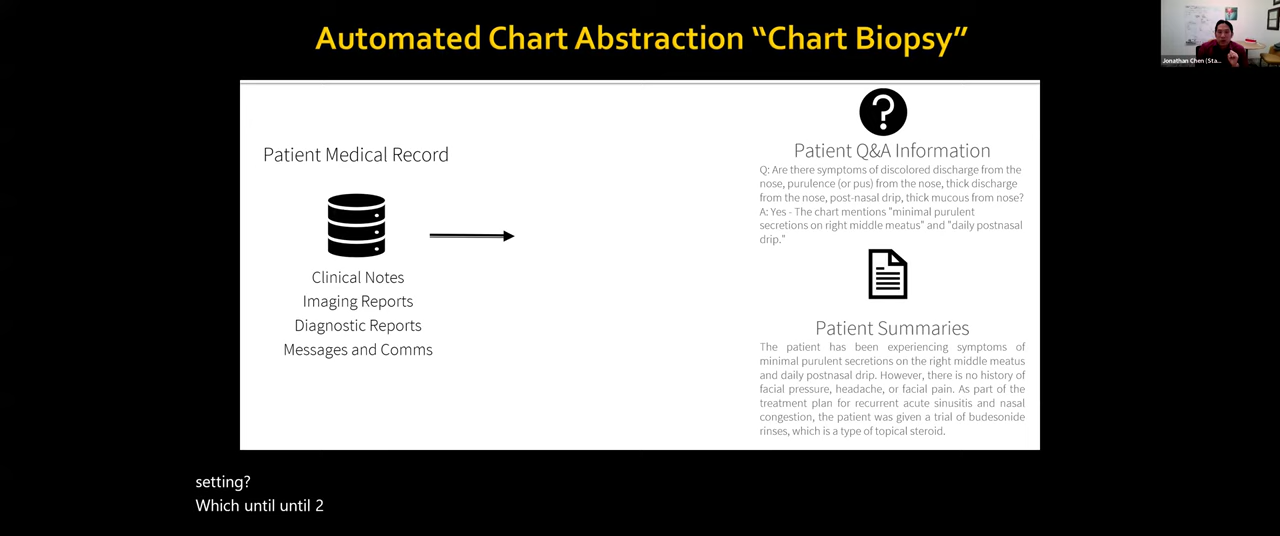 Automated Chart Abstraction “Chart Biopsy”
Jonathan Chen (Sta...
Patient Medical Record
Clinical Notes
Imaging Reports
Diagnostic Reports
Messages and Comms
?
Patient Q&A Information
Q: Are there symptoms of discolored discharge from the
nose, purulence (or pus) from the nose, thick discharge
from the nose, post-nasal drip, thick mucous from nose?
A: Yes - The chart mentions "minimal purulent
secretions on right middle meatus" and "daily postnasal
drip."
Patient Summaries
The patient has been experiencing symptoms of
minimal purulent secretions on the right middle meatus
and daily postnasal drip. However, there is no history of
facial pressure, headache, or facial pain. As part of the
treatment plan for recurrent acute sinusitis and nasal
congestion, the patient was given a trial of budesonide
rinses, which is a type of topical steroid.
setting?
Which until until 2